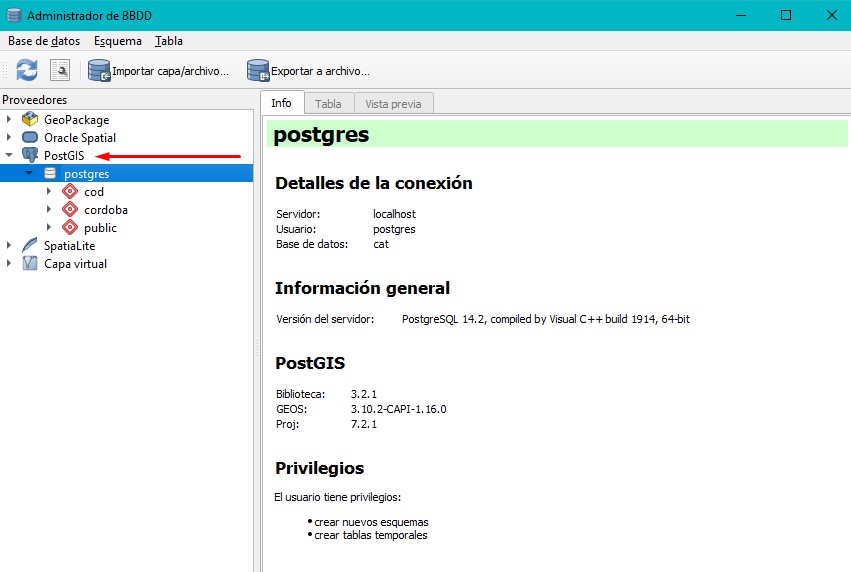 Administrador de BBDD
Base de datos Esquema Tabla
Importar capa/archivo... Exportar a archivo...
Proveedores
GeoPackage
Oracle Spatial
PostGIS
postgres
cod
cordoba
public
SpatiaLite
Capa virtual
Info Tabla Vista previa
postgres
Detalles de la conexión
Servidor: localhost
Usuario: postgres
Base de datos: cat
Información general
Versión del servidor: PostgreSQL 14.2, compiled by Visual C++ build 1914, 64-bit
PostGIS
Biblioteca: 3.2.1
GEOS: 3.10.2-CAPI-1.16.0
Proj: 7.2.1
Privilegios
El usuario tiene privilegios:
• crear nuevos esquemas
• crear tablas temporales